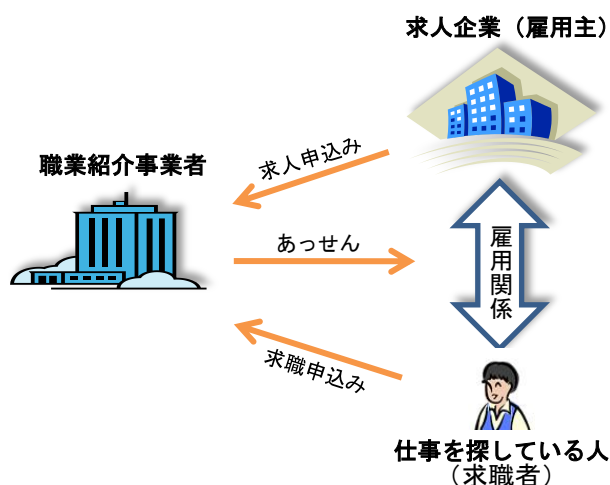 求人企業（雇用主）
職業紹介事業者
求人申込み
あっせん
雇用関係
求職申込み
仕事を探している人
（求職者）